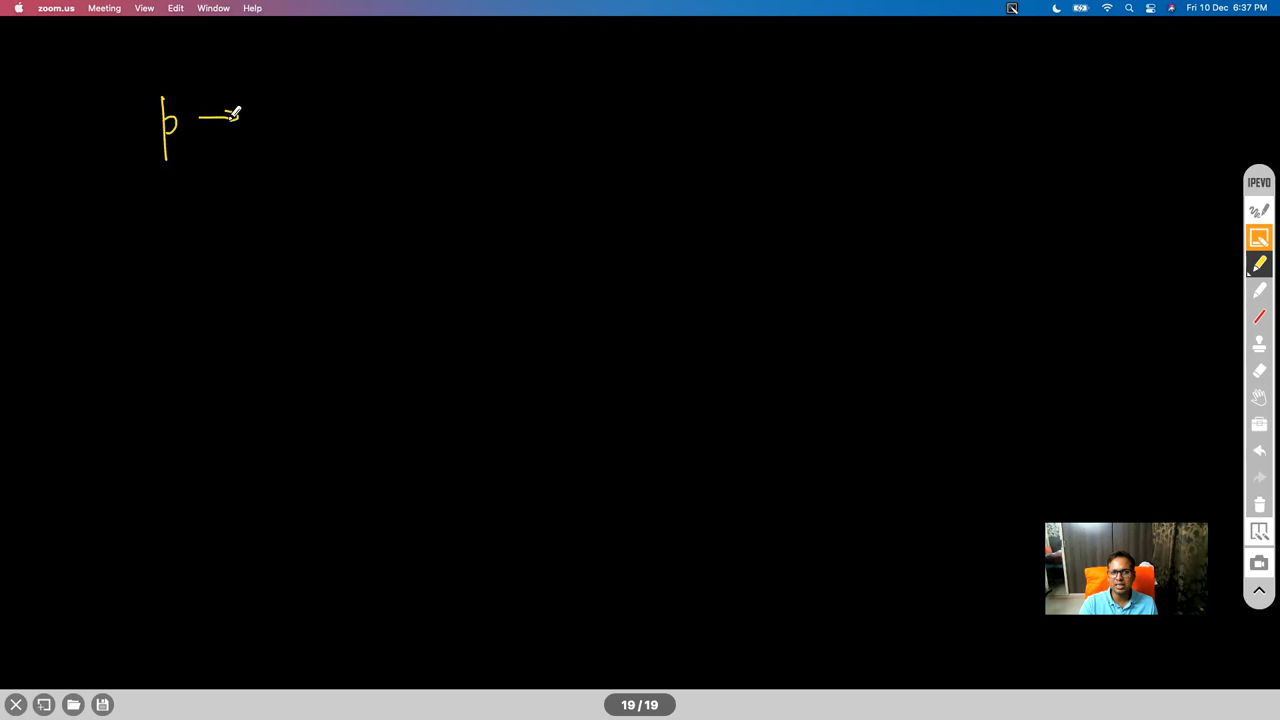 zoom.us Meeting View Edit Window Help Fri 10 Dec 6:37 PM
p →
IPEVO
19 / 19